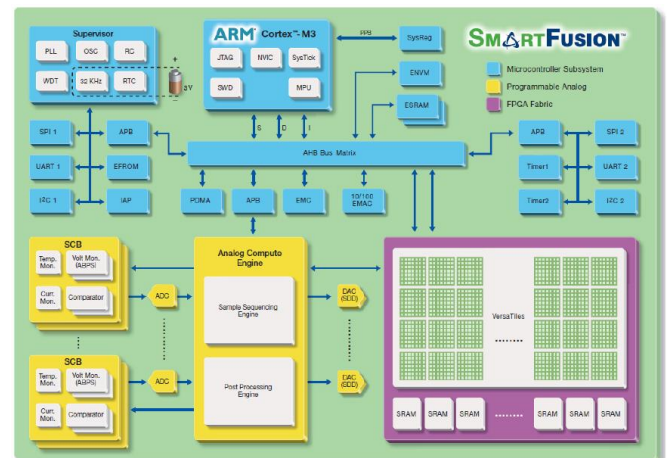 Supervisor
PLL
OSC
RC
WDT
32 KHz
RTC
+
3V
−
ARM® Cortex™-M3
JTAG
NVIC
SysTick
SWD
MPU
PPB
SysReg
ENVM
ESRAM
SMARTFUSION™
Microcontroller Subsystem
Programmable Analog
FPGA Fabric
S
D
I
SPI 1
APB
UART 1
EFROM
I²C 1
IAP
AHB Bus Matrix
APB
SPI 2
Timer1
UART 2
Timer2
I²C 2
PDMA
APB
EMC
10/100
EMAC
SCB
Temp.
Mon.
Volt Mon.
(ABPS)
Curr.
Mon.
Comparator
ADC
Analog Compute
Engine
Sample Sequencing
Engine
DAC
(SDD)
VersaTiles
........
SCB
Temp.
Mon.
Volt Mon.
(ABPS)
Curr.
Mon.
Comparator
ADC
Post Processing
Engine
DAC
(SDD)
SRAM
SRAM
SRAM
........
SRAM
SRAM
SRAM